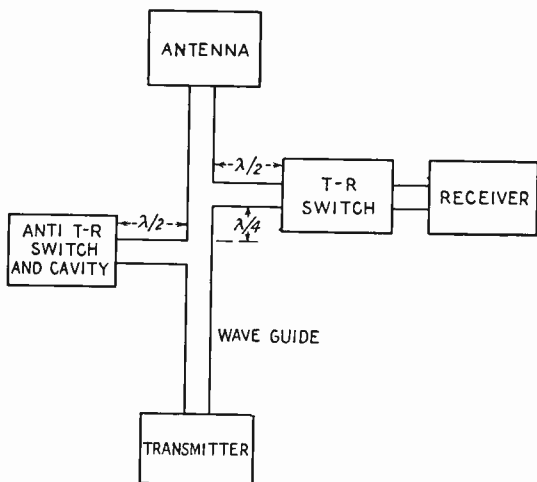 ANTENNA
λ/2
T-R
SWITCH
RECEIVER
λ/2
λ/4
ANTI T-R
SWITCH
AND CAVITY
WAVE GUIDE
TRANSMITTER